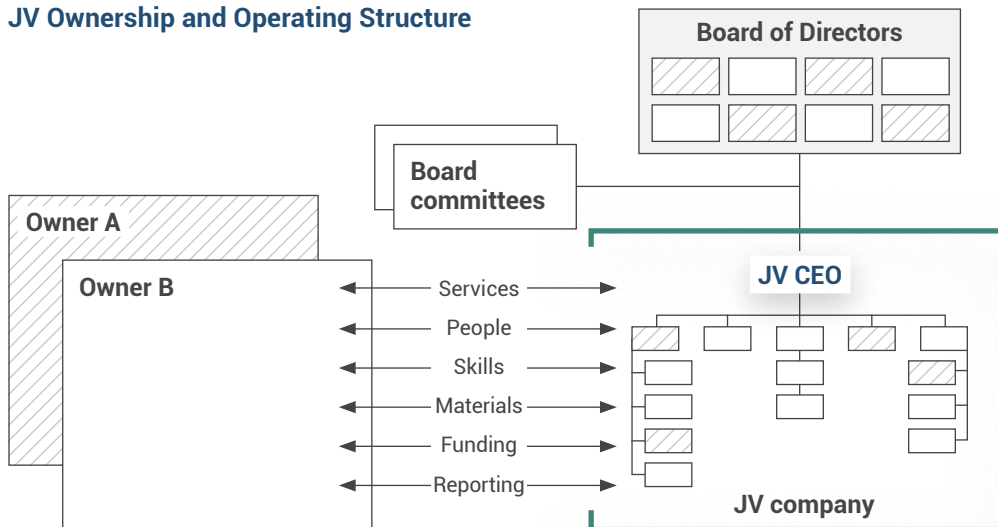 JV Ownership and Operating Structure
Board of Directors
Board
committees
Owner A
Owner B
JV CEO
Services
People
Skills
Materials
Funding
Reporting
JV company